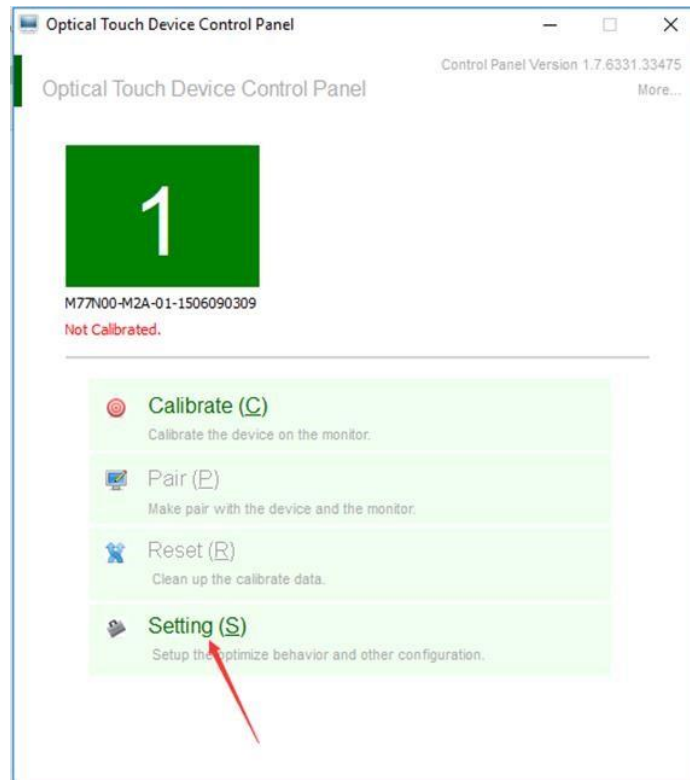 Optical Touch Device Control Panel
Control Panel Version 1.7.6331.33475
Optical Touch Device Control Panel
More...
1
M77N00-M2A-01-1506090309
Not Calibrated.
Calibrate (C)
Calibrate the device on the monitor.
Pair (P)
Make pair with the device and the monitor.
Reset (R)
Clean up the calibrate data.
Setting (S)
Setup the optimize behavior and other configuration.